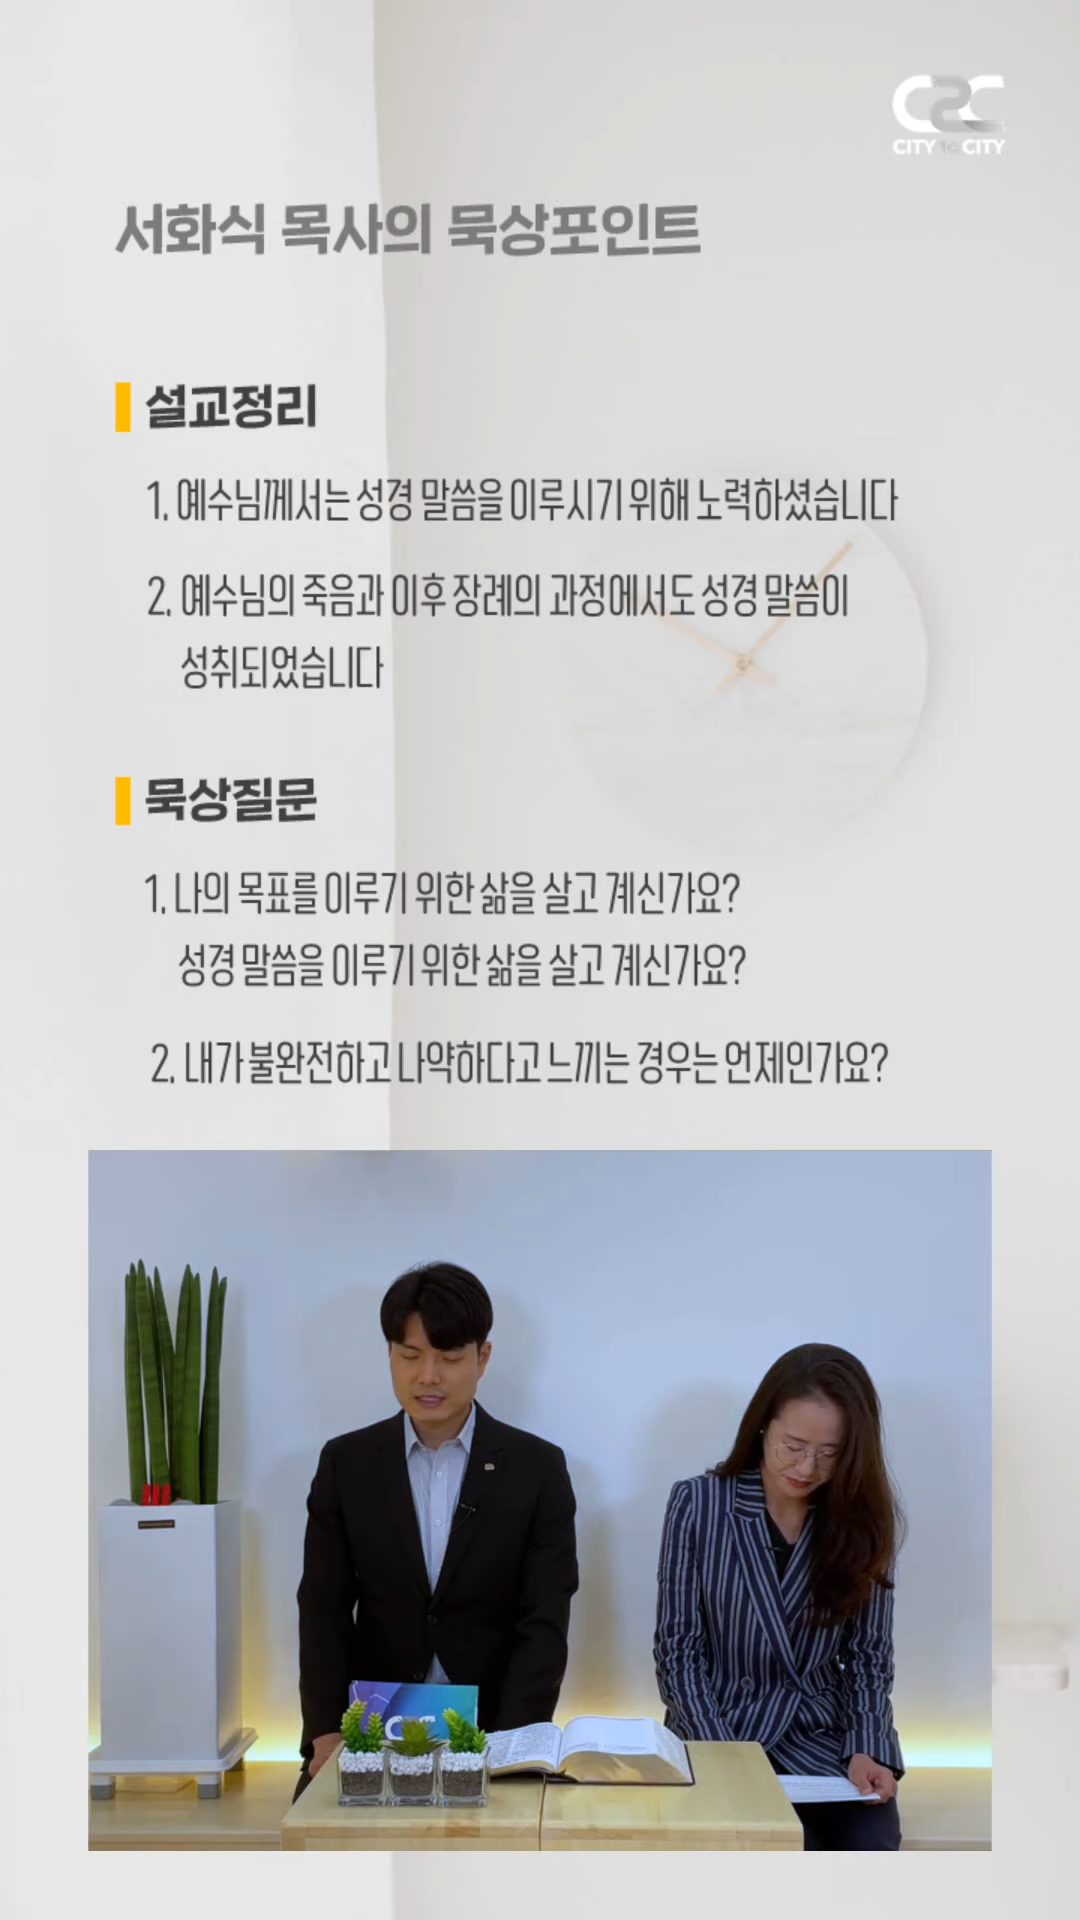 C2C
CITY to CITY
서화식 목사의 묵상포인트
설교정리
1. 예수님께서는 성경 말씀을 이루시기 위해 노력하셨습니다
2. 예수님의 죽음과 이후 장례의 과정에서도 성경 말씀이
성취되었습니다
묵상질문
1. 나의 목표를 이루기 위한 삶을 살고 계신가요?
성경 말씀을 이루기 위한 삶을 살고 계신가요?
2. 내가 불완전하고 나약하다고 느끼는 경우는 언제인가요?